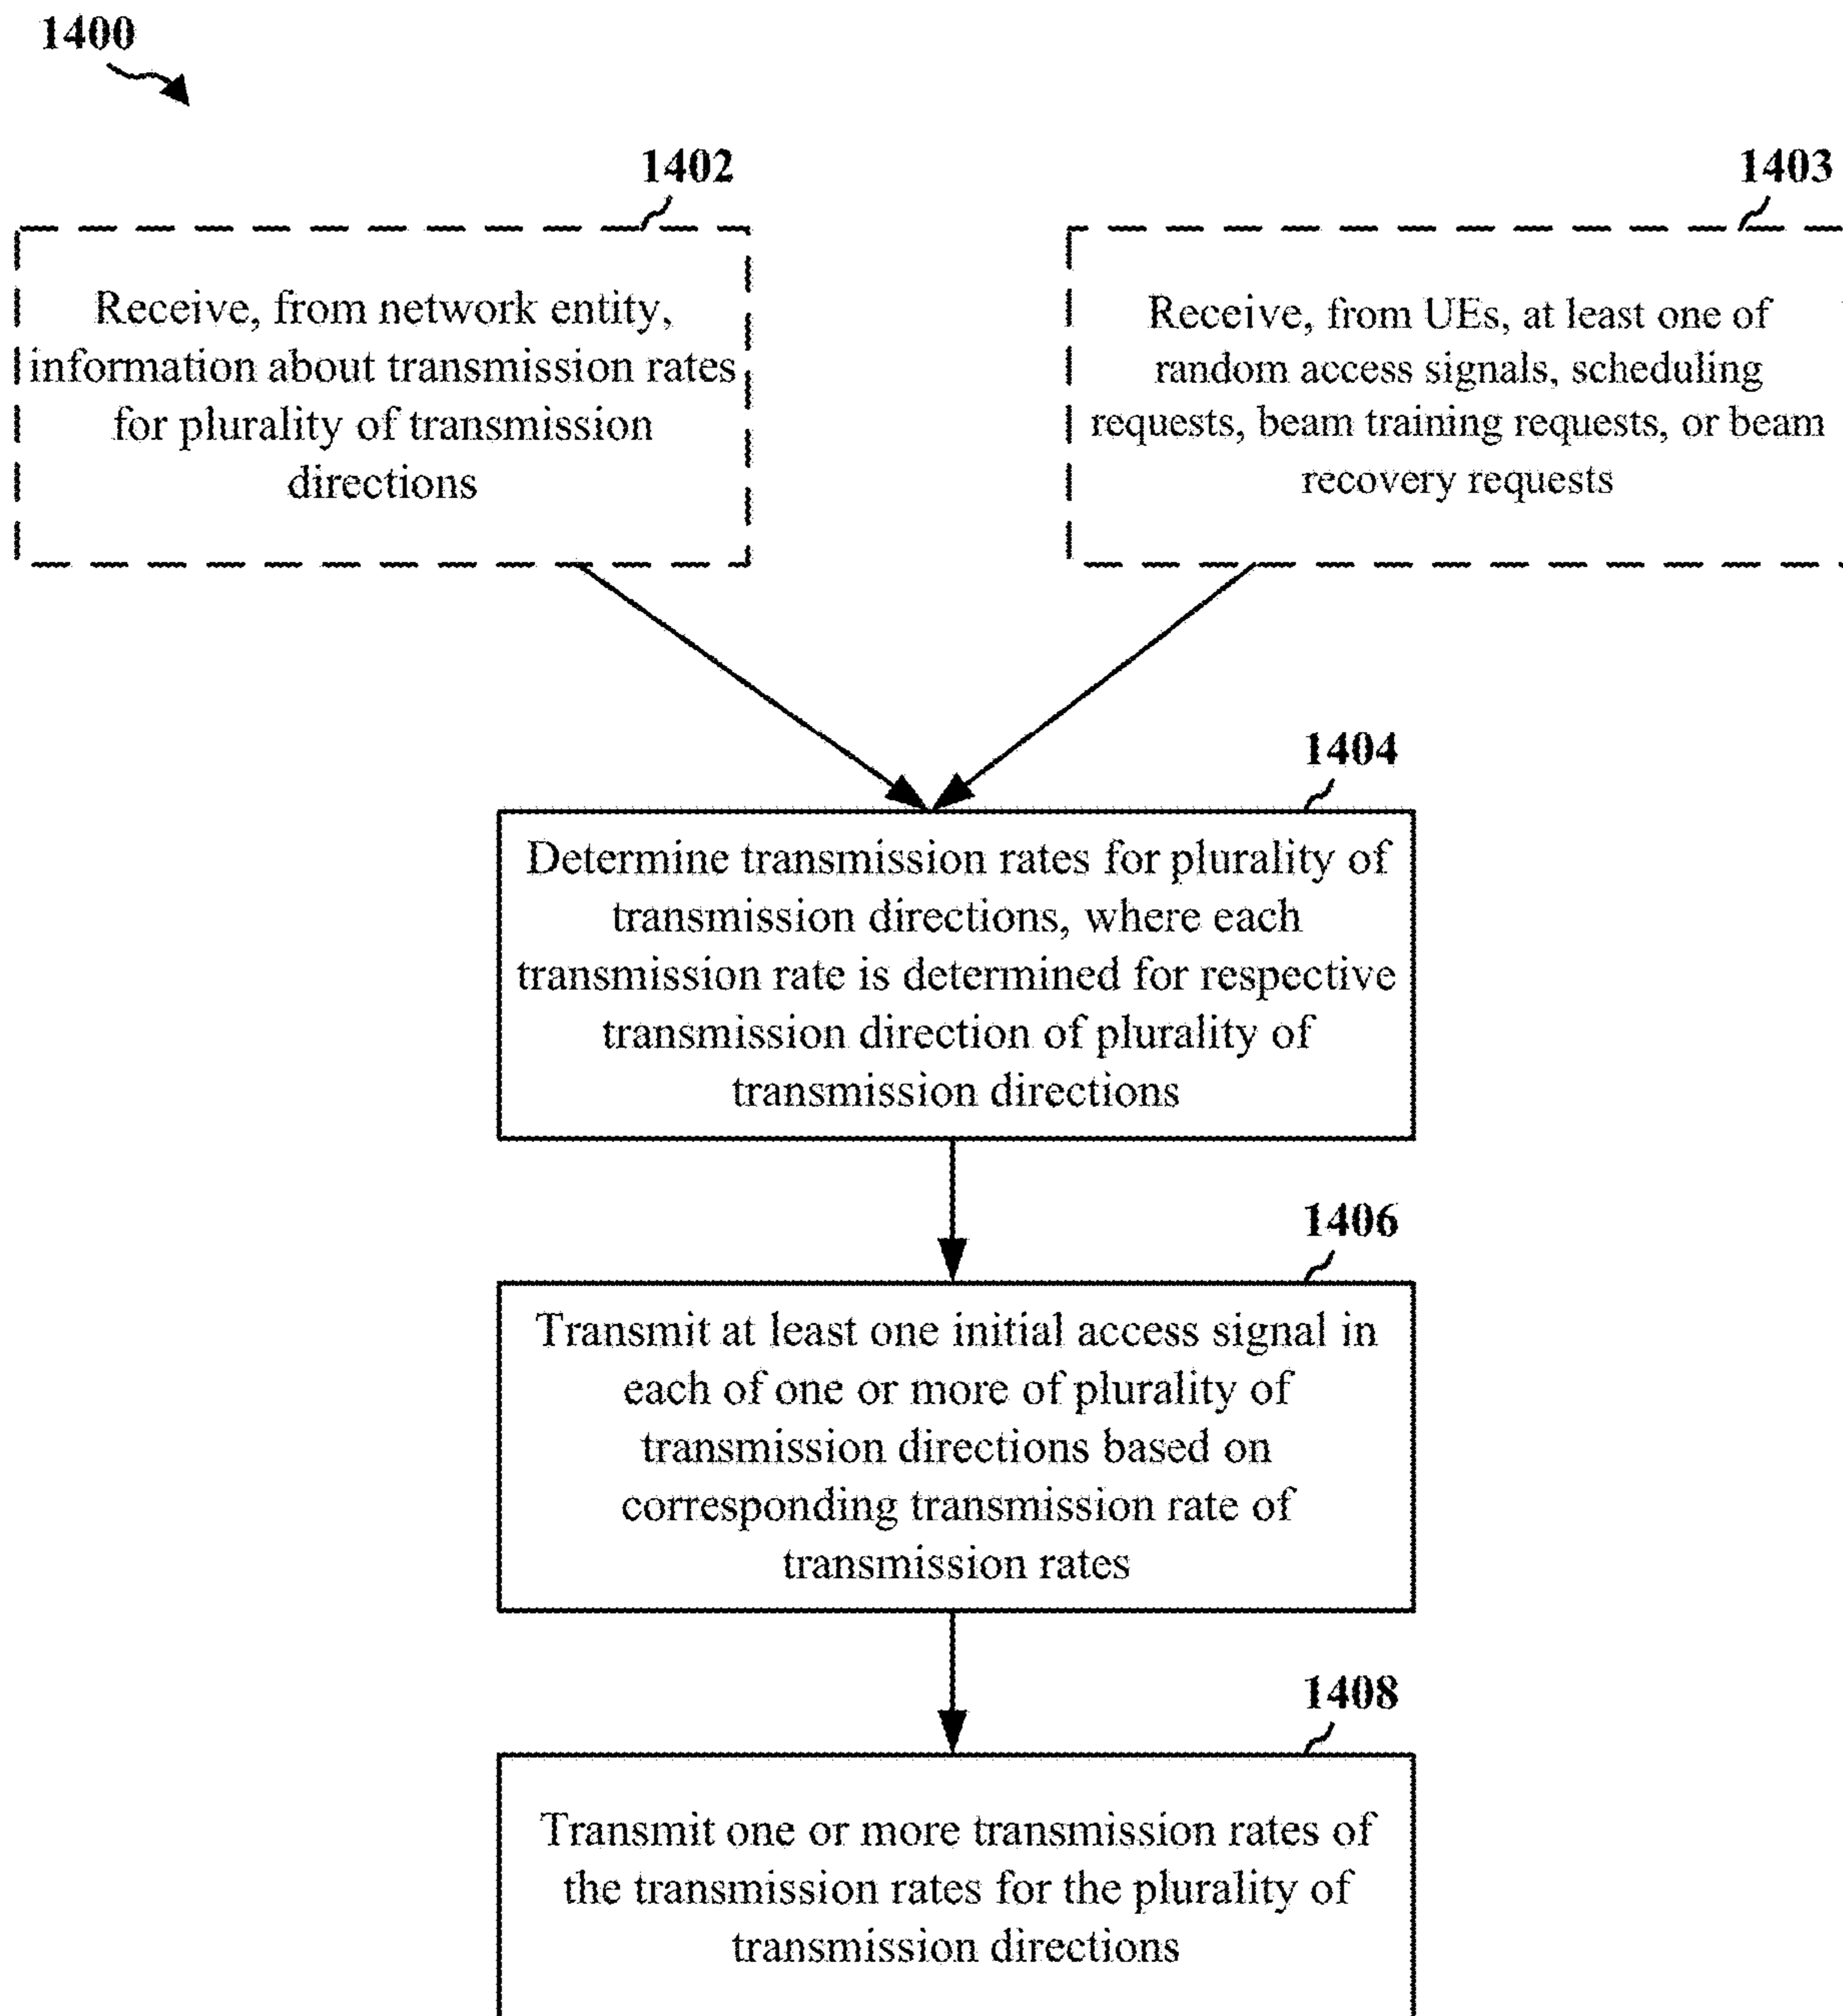 1400
1402
Receive, from network entity,
information about transmission rates
for plurality of transmission
directions
1403
Receive, from UEs, at least one of
random access signals, scheduling
requests, beam training requests, or beam
recovery requests
1404
Determine transmission rates for plurality of
transmission directions, where each
transmission rate is determined for respective
transmission direction of plurality of
transmission directions
1406
Transmit at least one initial access signal in
each of one or more of plurality of
transmission directions based on
corresponding transmission rate of
transmission rates
1408
Transmit one or more transmission rates of
the transmission rates for the plurality of
transmission directions